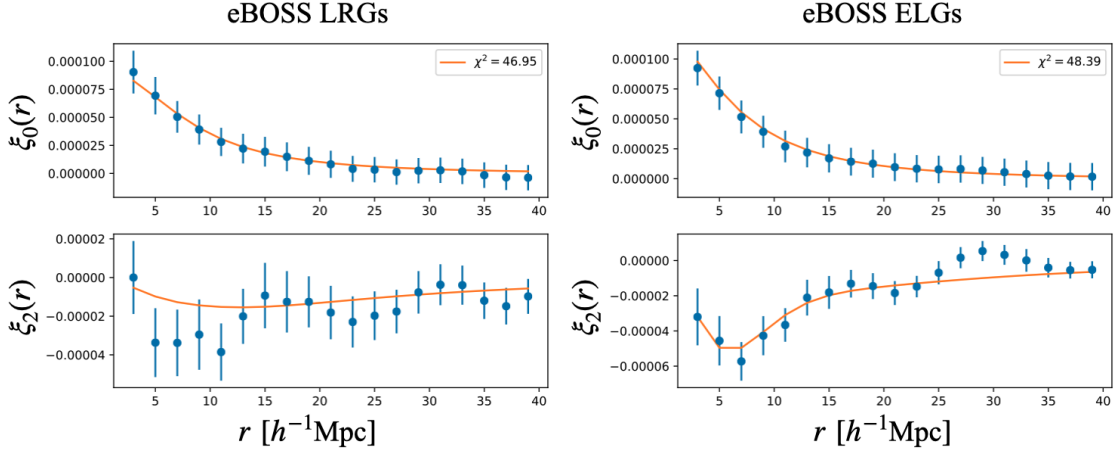 eBOSS LRGs
eBOSS ELGs
ξ₀(r)
0.000100
0.000075
0.000050
0.000025
0.000000
χ² = 46.95
5 10 15 20 25 30 35 40
ξ₀(r)
0.000100
0.000075
0.000050
0.000025
0.000000
χ² = 48.39
5 10 15 20 25 30 35 40
ξ₂(r)
0.00002
0.00000
−0.00002
−0.00004
5 10 15 20 25 30 35 40
r [h⁻¹Mpc]
ξ₂(r)
0.00000
−0.00002
−0.00004
−0.00006
5 10 15 20 25 30 35 40
r [h⁻¹Mpc]